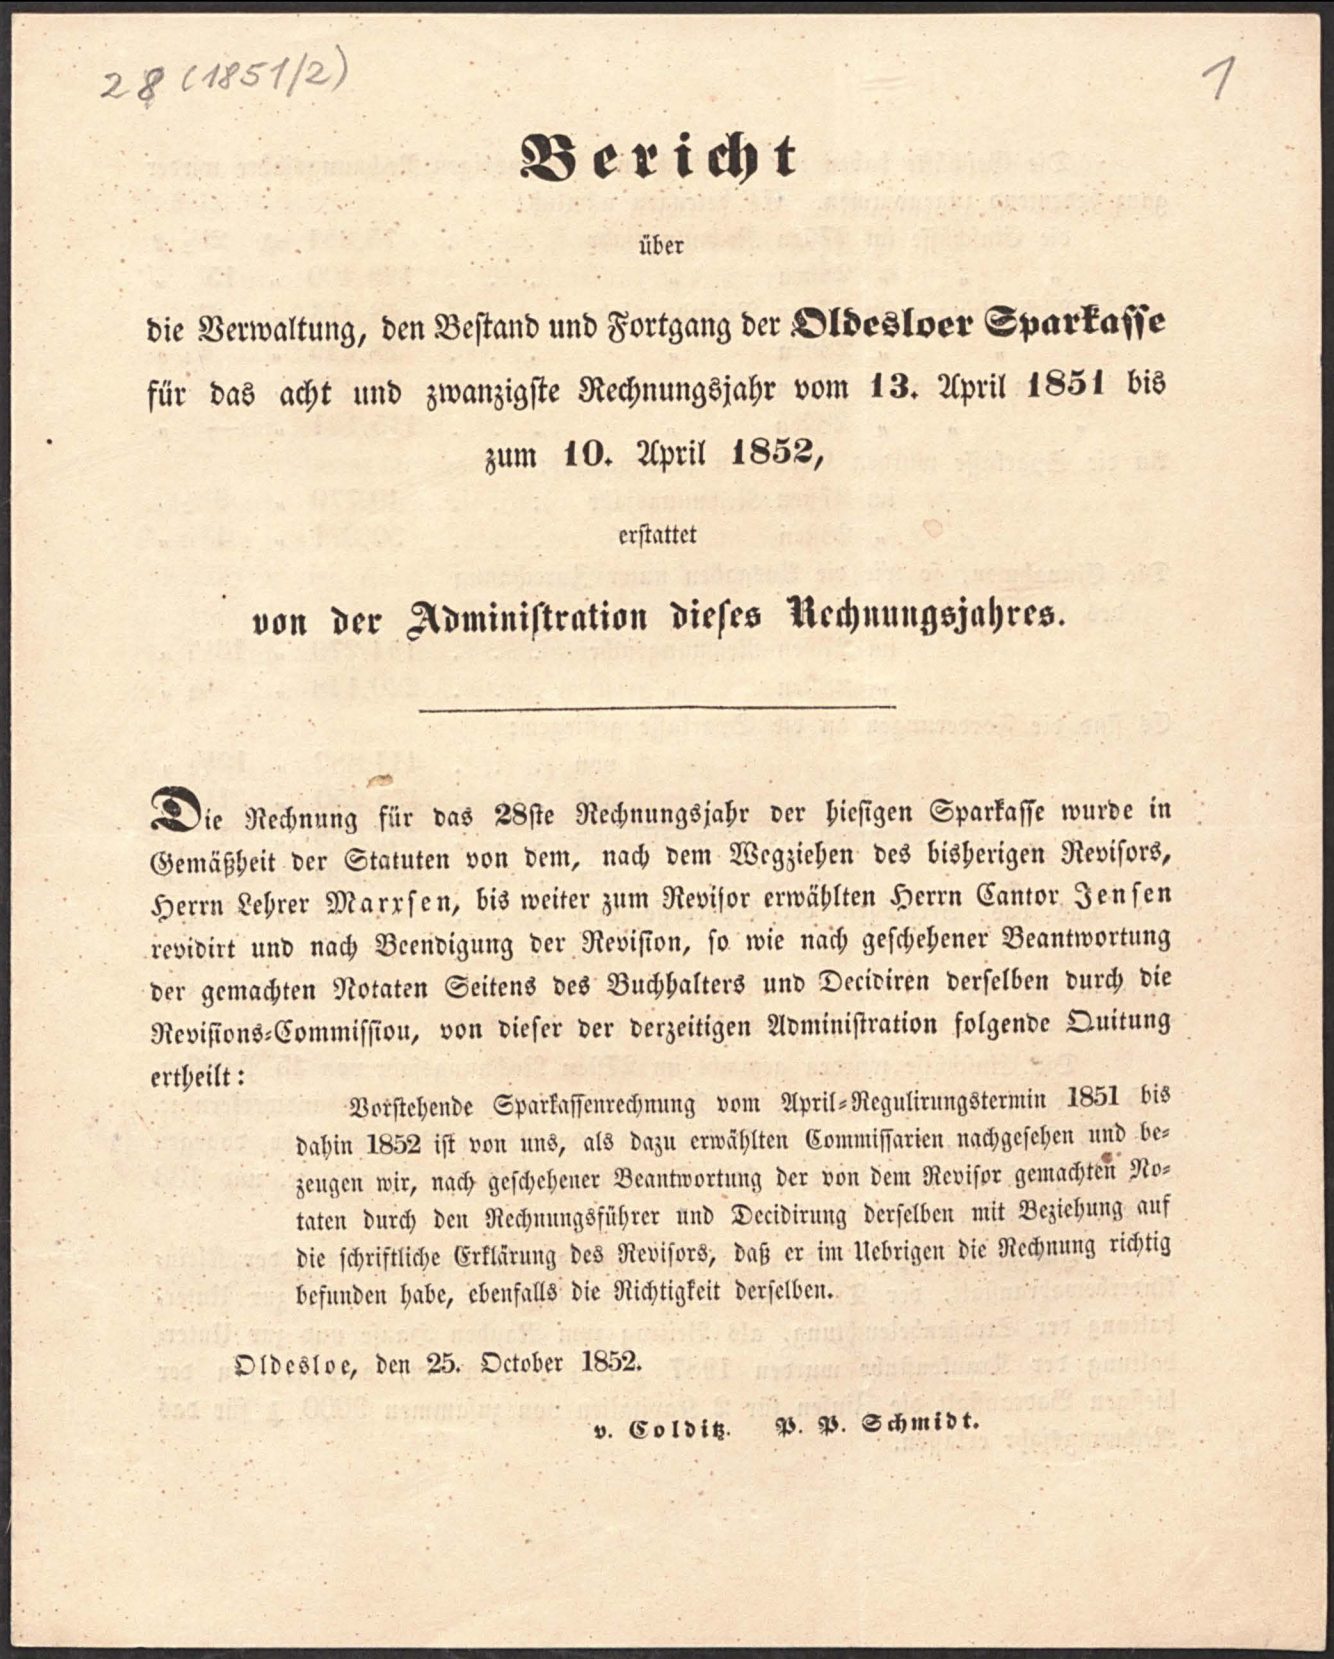 28 (1851/2)
1
Bericht
über
die Verwaltung, den Bestand und Fortgang der Oldesloer Sparkasse
für das acht und zwanzigste Rechnungsjahr vom 13. April 1851 bis
zum 10. April 1852,
erstattet
von der Administration dieses Rechnungsjahres.
Die Rechnung für das 28ste Rechnungsjahr der hiesigen Sparkasse wurde in
Gemäßheit der Statuten von dem, nach dem Wegziehen des bisherigen Revisors,
Herrn Lehrer Marxsen, bis weiter zum Revisor erwählten Herrn Cantor Jensen
revidirt und nach Beendigung der Revision, so wie nach geschehener Beantwortung
der gemachten Notaten Seitens des Buchhalters und Decidiren derselben durch die
Revisions-Commission, von dieser der derzeitigen Administration folgende Quitung
ertheilt:
Vorstehende Sparkassenrechnung vom April-Regulirungstermin 1851 bis
dahin 1852 ist von uns, als dazu erwählten Commissarien nachgesehen und be-
zeugen wir, nach geschehener Beantwortung der von dem Revisor gemachten No-
taten durch den Rechnungsführer und Decidirung derselben mit Beziehung auf
die schriftliche Erklärung des Revisors, daß er im Uebrigen die Rechnung richtig
befunden habe, ebenfalls die Richtigkeit derselben.
Oldesloe, den 25. October 1852.
v. Colditz. P. P. Schmidt.